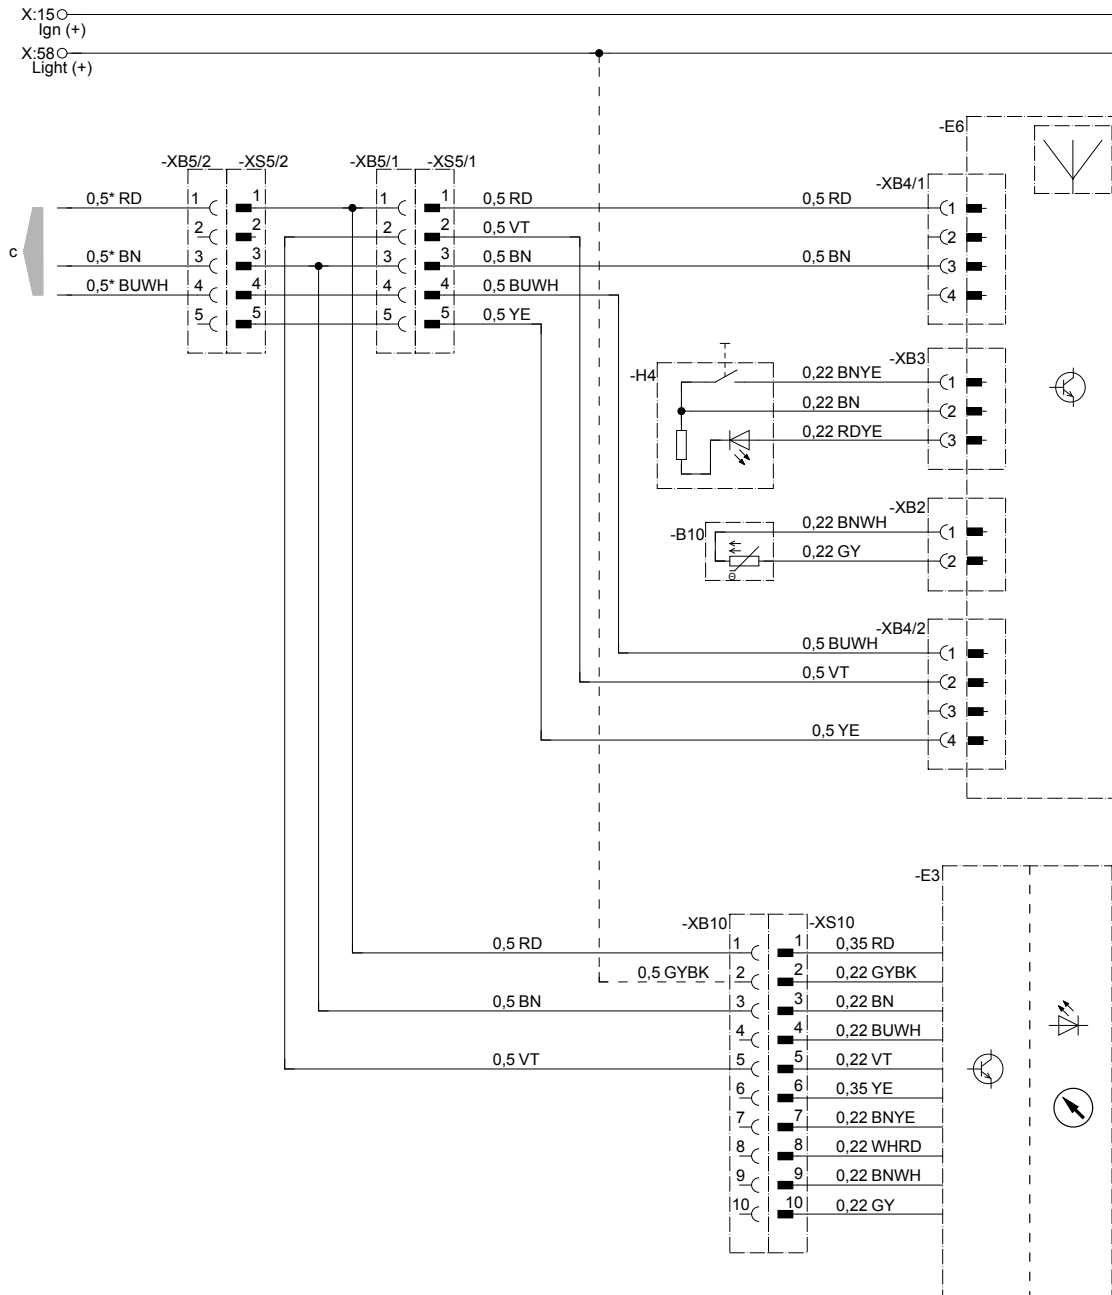 X:15
Ign (+)
X:58
Light (+)
-E6
-XB5/2 -XS5/2 -XB5/1 -XS5/1
-XB4/1
0,5* RD 1 1 1 1 0,5 RD 0,5 RD 1
2 2 2 2 0,5 VT 2
c
0,5* BN 3 3 3 3 0,5 BN 0,5 BN 3
0,5* BUWH 4 4 4 4 0,5 BUWH 4
5 5 5 5 0,5 YE
-XB3
-H4 0,22 BNYE 1
0,22 BN 2
0,22 RDYE 3
-XB2
-B10 0,22 BNWH 1
0,22 GY 2
Θ
-XB4/2
0,5 BUWH 1
0,5 VT 2
3
0,5 YE 4
-E3
-XB10 -XS10
0,5 RD 1 1 0,35 RD
0,5 GYBK 2 2 0,22 GYBK
0,5 BN 3 3 0,22 BN
4 4 0,22 BUWH
0,5 VT 5 5 0,22 VT
6 6 0,35 YE
7 7 0,22 BNYE
8 8 0,22 WHRD
9 9 0,22 BNWH
10 10 0,22 GY